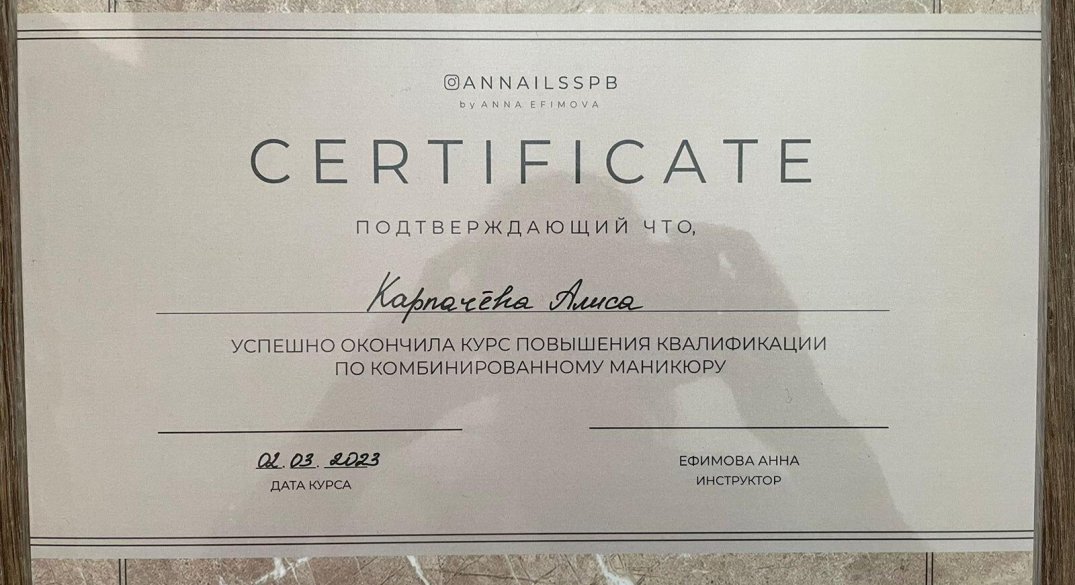 @ANNAILSSPB
by ANNA EFIMOVA
CERTIFICATE
ПОДТВЕРЖДАЮЩИЙ ЧТО,
Карпачёва Алиса
УСПЕШНО ОКОНЧИЛА КУРС ПОВЫШЕНИЯ КВАЛИФИКАЦИИ
ПО КОМБИНИРОВАННОМУ МАНИКЮРУ
02.03.2023
ДАТА КУРСА
ЕФИМОВА АННА
ИНСТРУКТОР